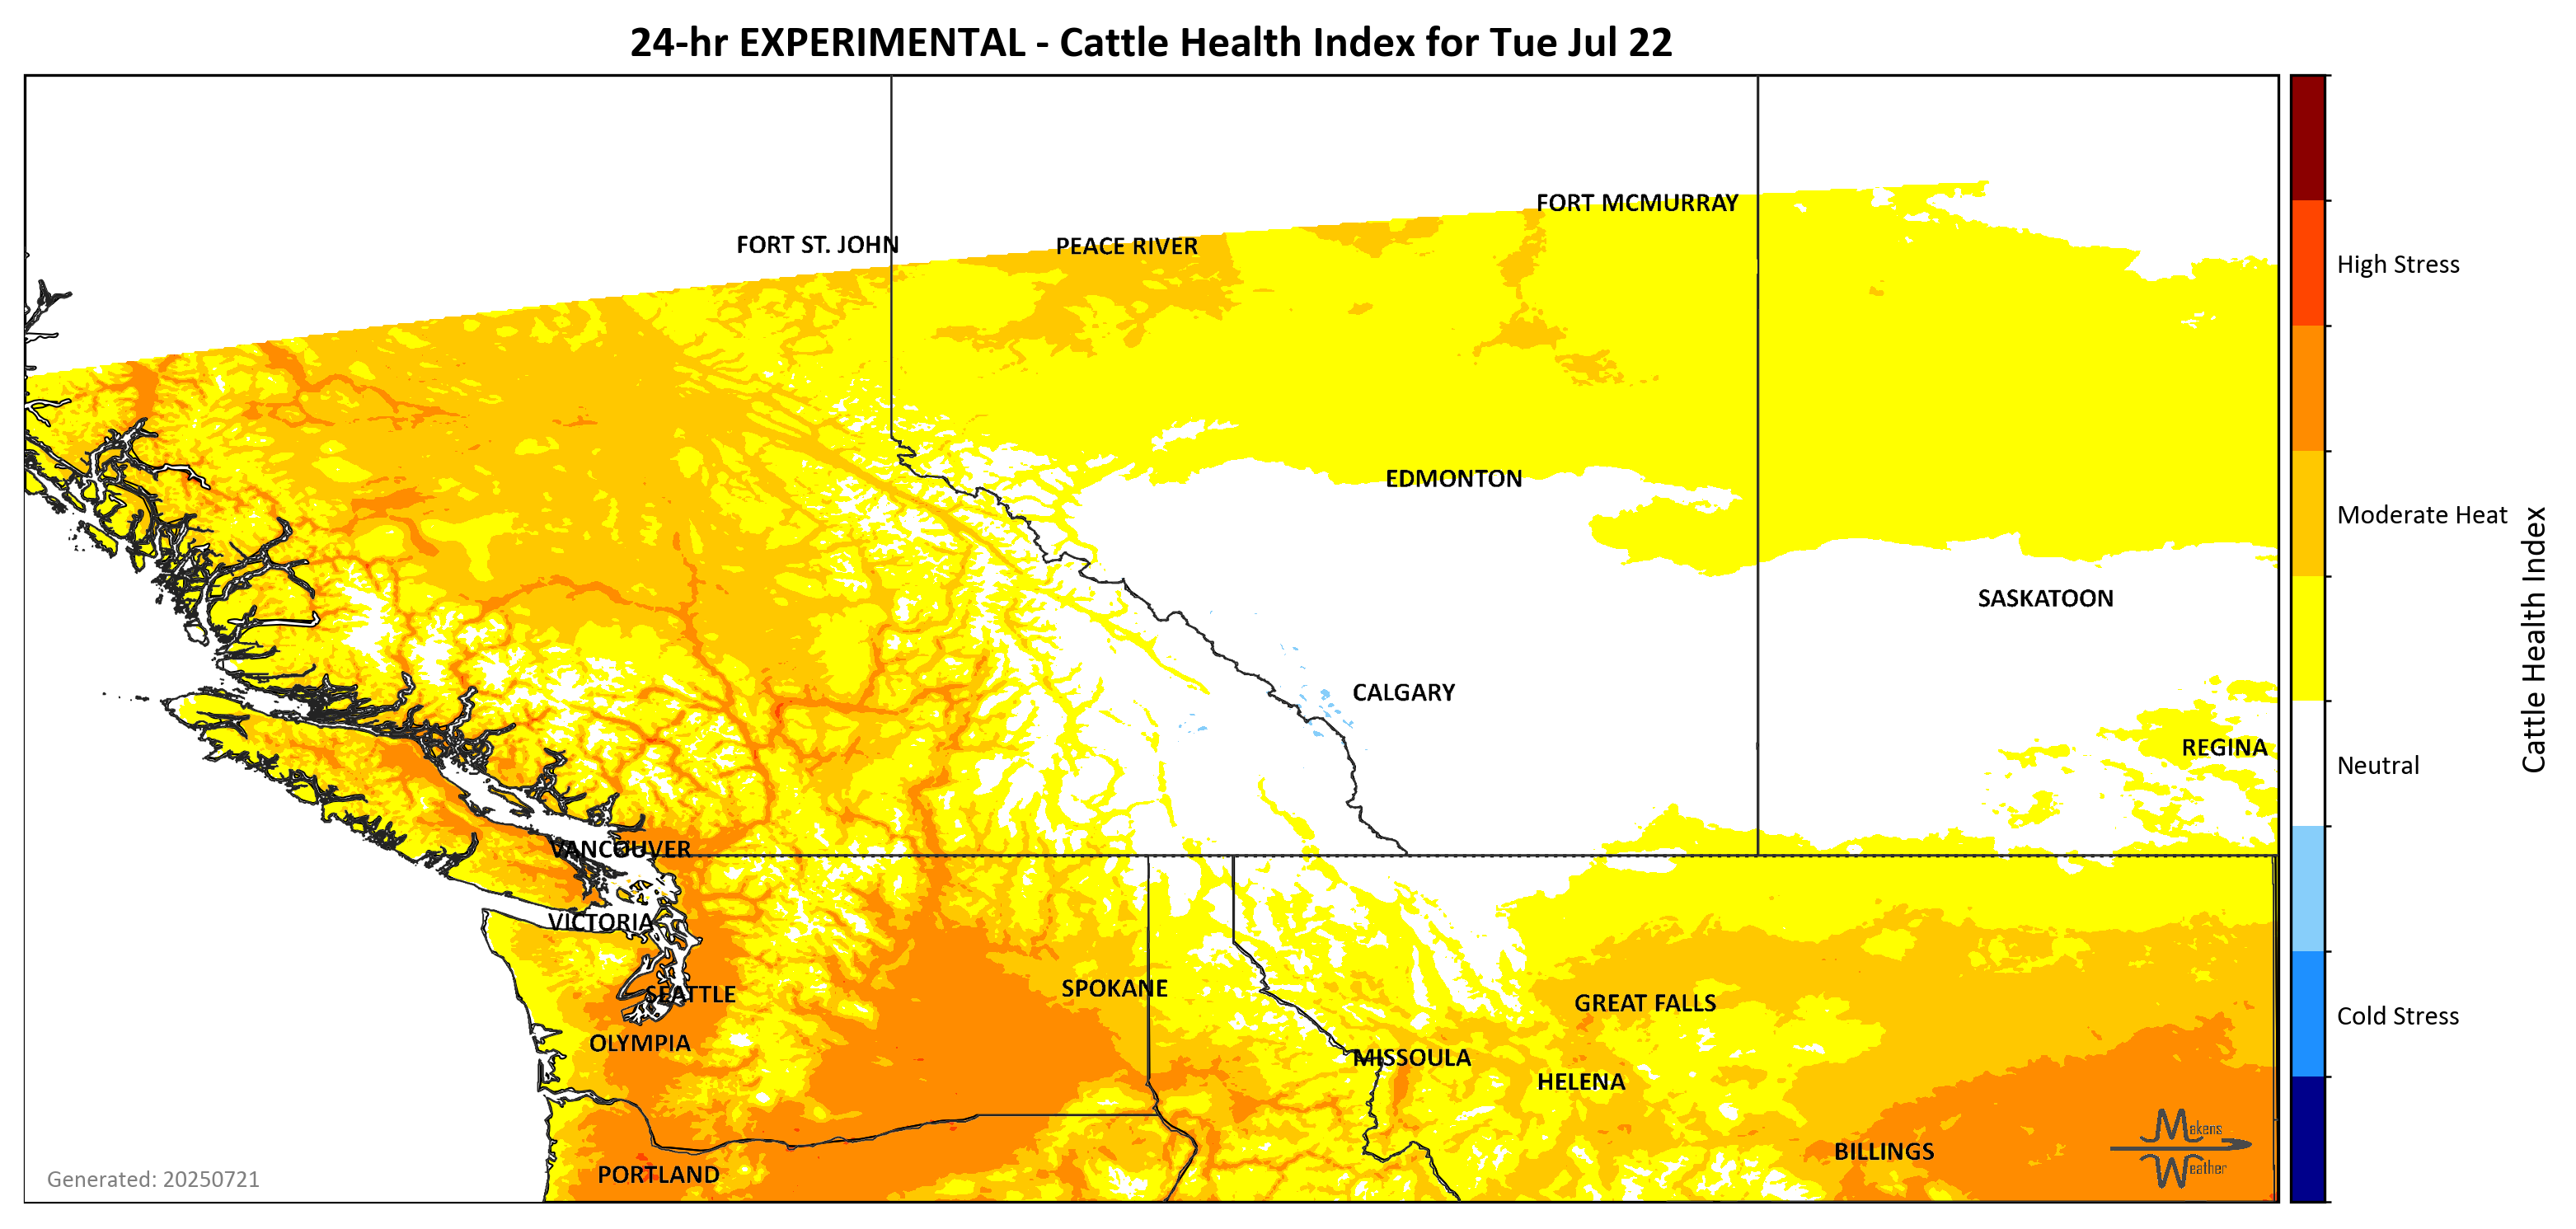 24-hr EXPERIMENTAL - Cattle Health Index for Tue Jul 22
FORT MCMURRAY
FORT ST. JOHN
PEACE RIVER
EDMONTON
SASKATOON
CALGARY
REGINA
VANCOUVER
VICTORIA
SEATTLE
SPOKANE
GREAT FALLS
OLYMPIA
MISSOULA
HELENA
BILLINGS
PORTLAND
Makens
Weather
Generated: 20250721
High Stress
Moderate Heat
Neutral
Cold Stress
Cattle Health Index